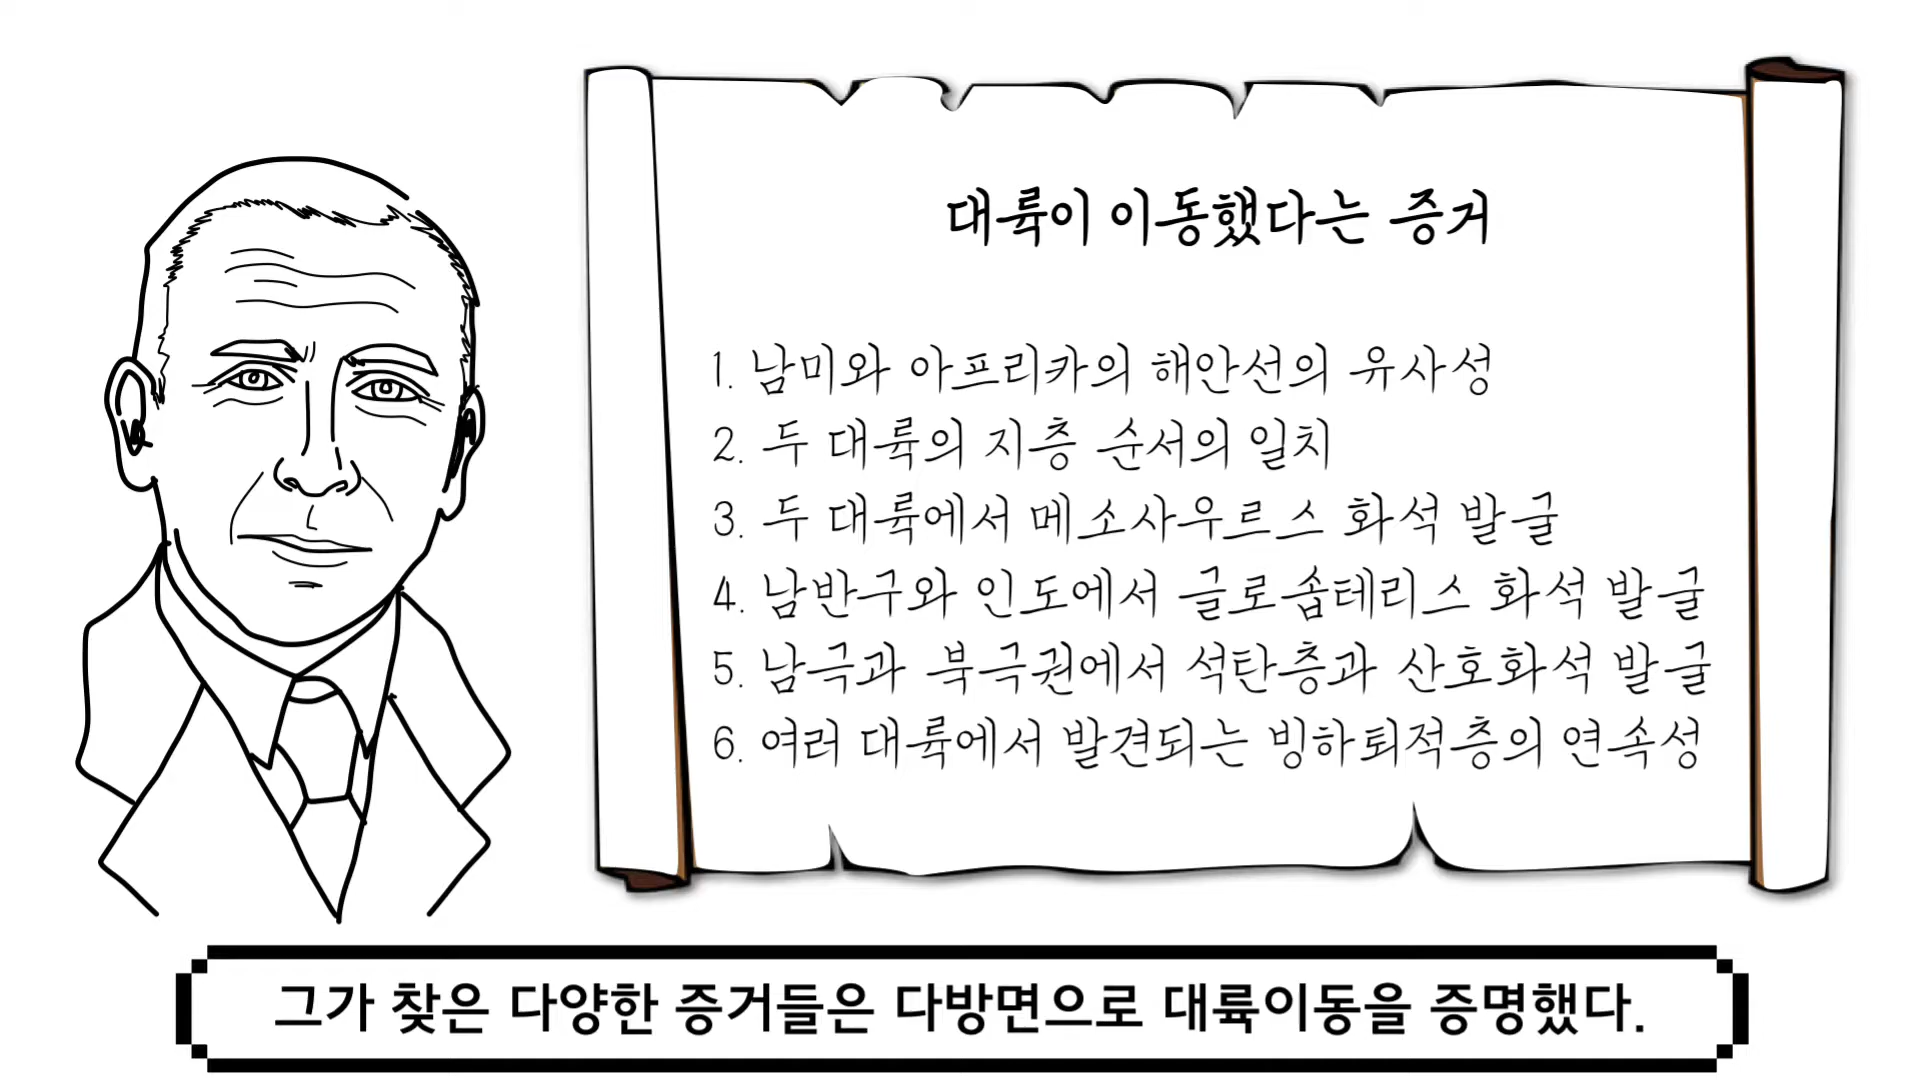 대륙이 이동했다는 증거
1. 남미와 아프리카의 해안선의 유사성
2. 두 대륙의 지층 순서의 일치
3. 두 대륙에서 메소사우르스 화석 발굴
4. 남반구와 인도에서 글로솝테리스 화석 발굴
5. 남극과 북극권에서 석탄층과 산호화석 발굴
6. 여러 대륙에서 발견되는 빙하퇴적층의 연속성
그가 찾은 다양한 증거들은 다방면으로 대륙이동을 증명했다.